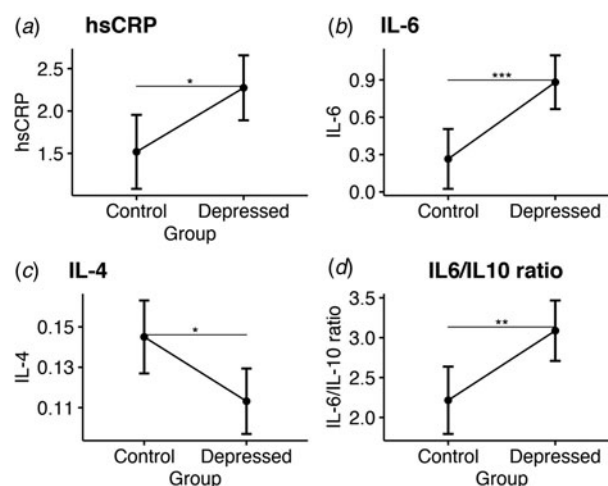 (a) hsCRP
hsCRP
2.5
2.0
1.5
*
Control Depressed
Group
(b) IL-6
IL-6
0.9
0.6
0.3
0.0
***
Control Depressed
(c) IL-4
IL-4
0.15
0.13
0.11
*
Control Depressed
Group
(d) IL6/IL10 ratio
IL-6/IL-10 ratio
3.5
3.0
2.5
2.0
**
Control Depressed
Group